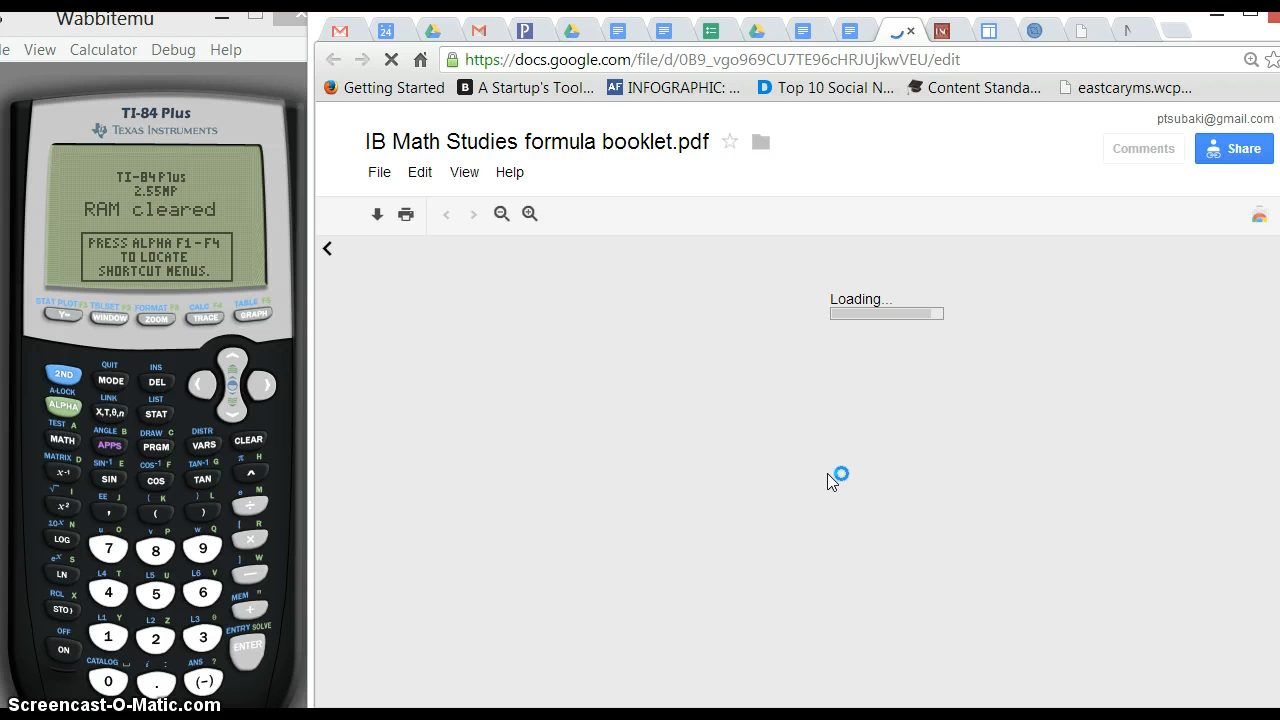 Wabbitemu
View Calculator Debug Help
TI-84 Plus
TEXAS INSTRUMENTS
TI-84 Plus
2.55MP
RAM cleared
PRESS ALPHA F1-F4
TO LOCATE
SHORTCUT MENUS.
STAT PLOT F1 TBLSET F2 FORMAT F3 CALC F4 TABLE F5
Y= WINDOW ZOOM TRACE GRAPH
QUIT INS
2ND MODE DEL
A-LOCK LINK LIST
ALPHA X,T,θ,n STAT
TEST A ANGLE B DRAW C DISTR
MATH APPS PRGM VARS CLEAR
MATRIX D SIN-1 E COS-1 F TAN-1 G π H
x-1 SIN COS TAN ^
√ I EE J { K } L e M
x² , ( ) ÷
10x N u O v P w Q [ R
LOG 7 8 9 ×
ex S L4 T L5 U L6 V ] W
LN 4 5 6 −
RCL X L1 Y L2 Z L3 θ MEM "
STO› 1 2 3 +
OFF CATALOG i : ANS ? ENTRY SOLVE
ON 0 . (-) ENTER
24
https://docs.google.com/file/d/0B9_vgo969CU7TE96cHRJUjkwVEU/edit
Getting Started
B A Startup's Tool...
AF INFOGRAPHIC: ...
D Top 10 Social N...
Content Standa...
eastcaryms.wcp...
ptsubaki@gmail.com
IB Math Studies formula booklet.pdf
Comments
Share
File Edit View Help
Loading...
Screencast-O-Matic.com